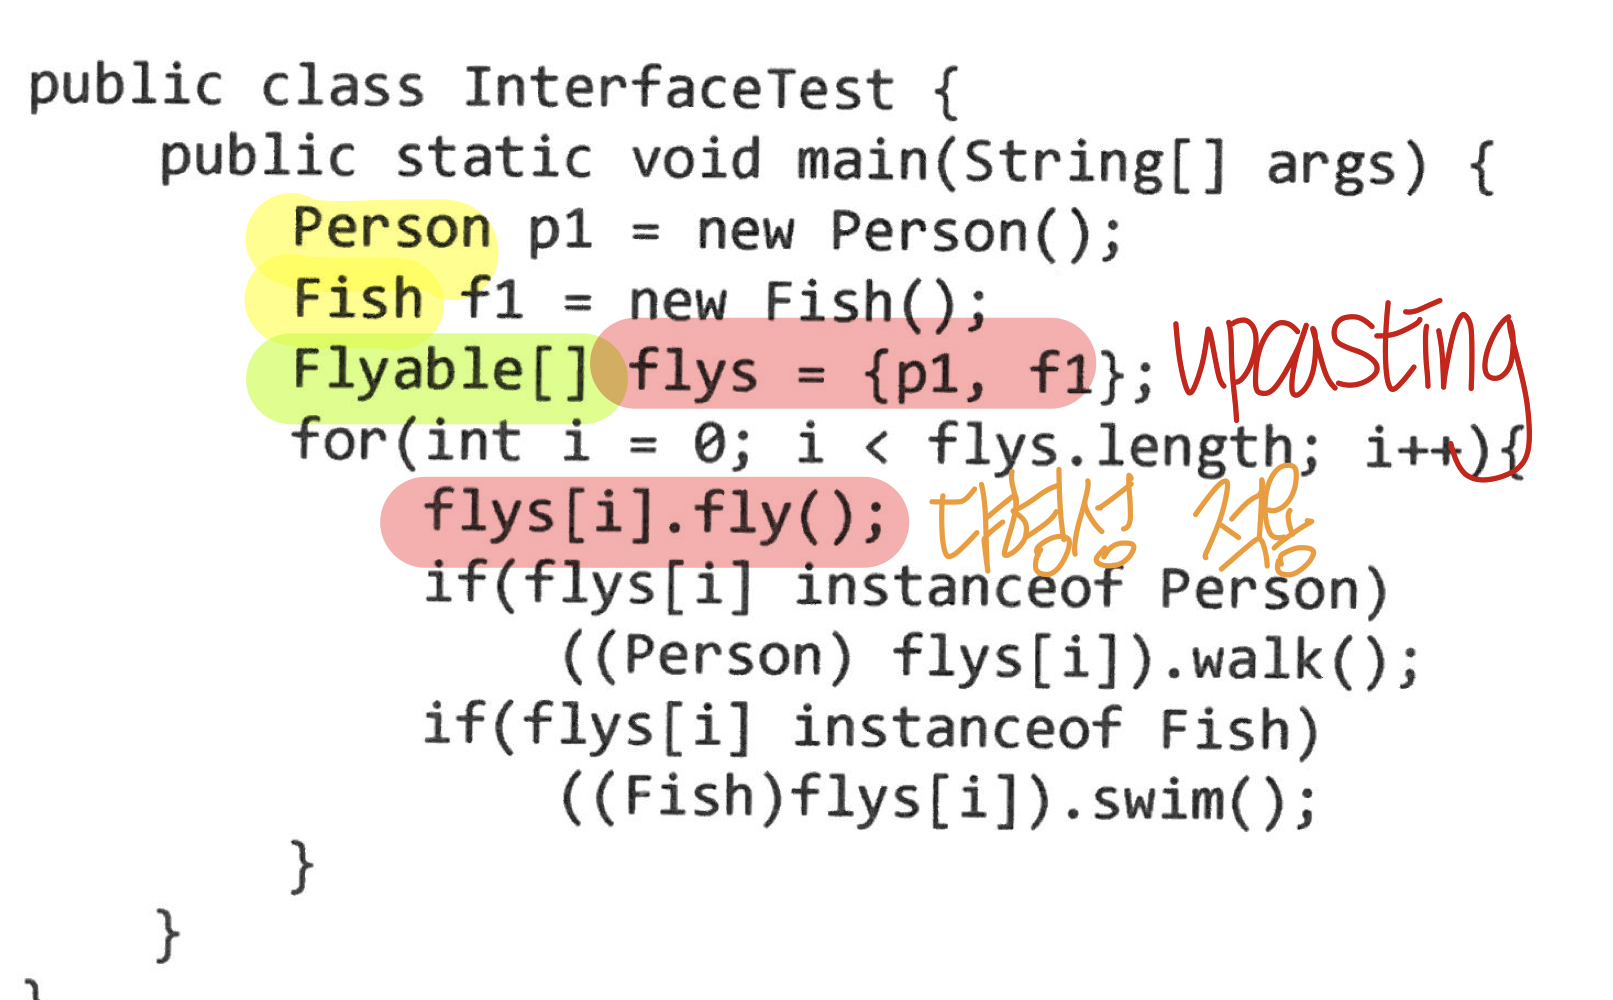 public class InterfaceTest {
public static void main(String[] args) {
Person p1 = new Person();
Fish f1 = new Fish();
Flyable[] flys = {p1, f1}; upcasting
for(int i = 0; i < flys.length; i++){
flys[i].fly(); 다형성 적용
if(flys[i] instanceof Person)
((Person) flys[i]).walk();
if(flys[i] instanceof Fish)
((Fish)flys[i]).swim();
}
}
}